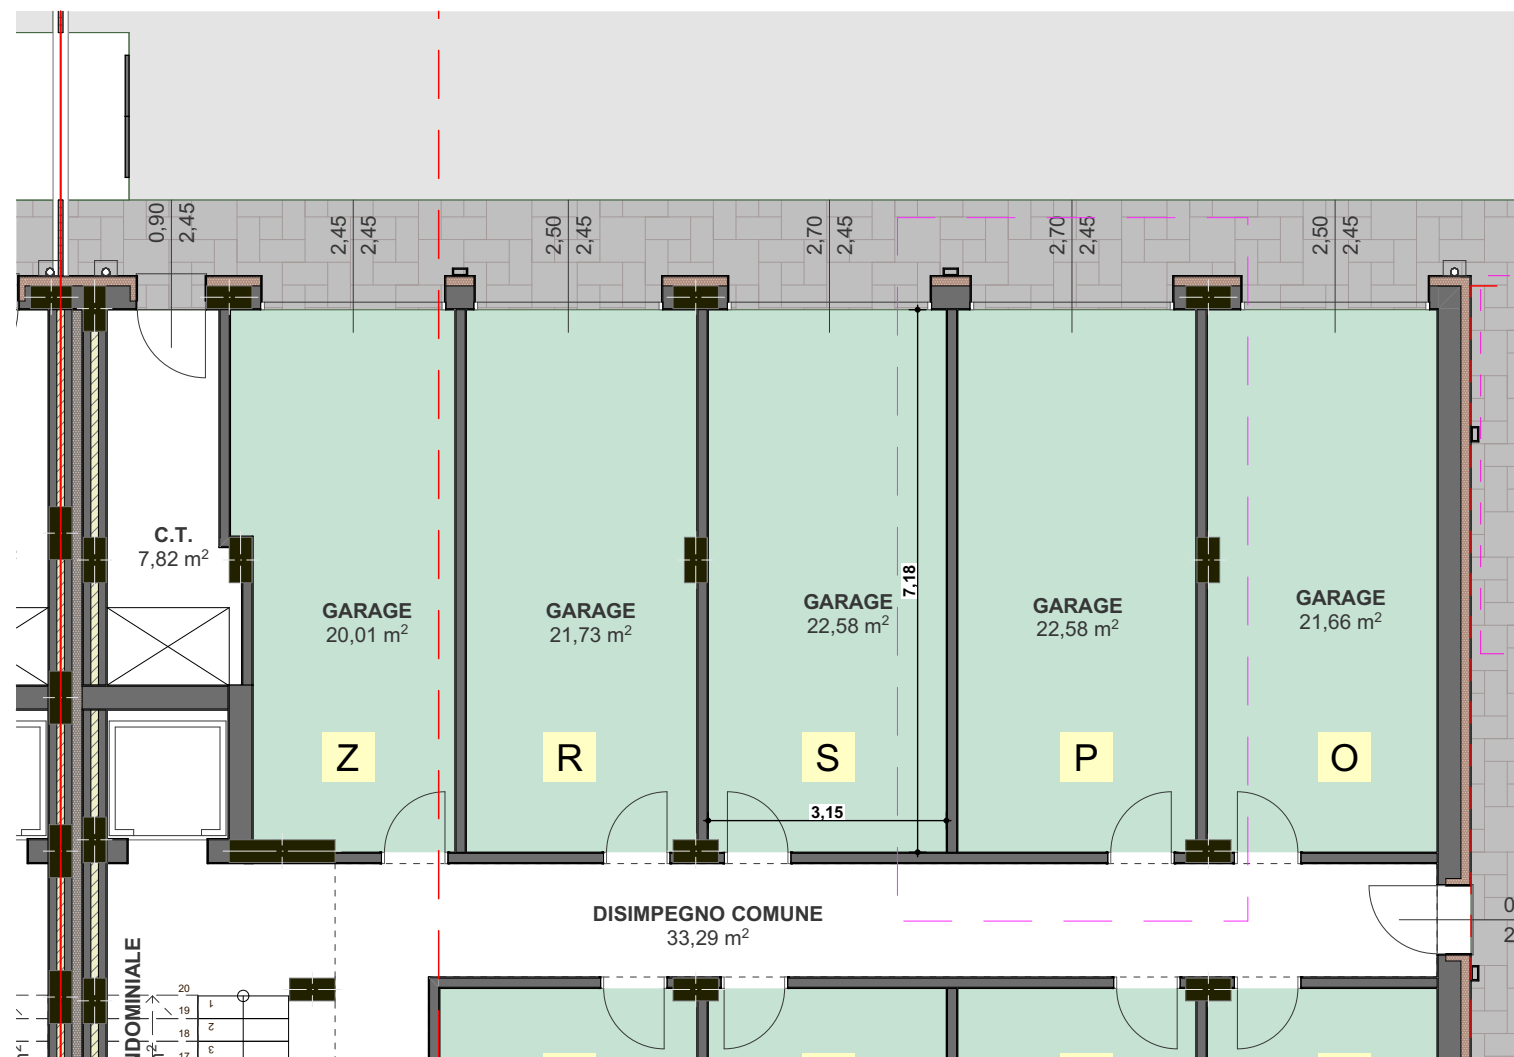 0,90
2,45
2,45
2,45
2,50
2,45
2,70
2,45
2,70
2,45
2,50
2,45
C.T.
7,82 m²
GARAGE
20,01 m²
GARAGE
21,73 m²
GARAGE
22,58 m²
7,18
GARAGE
22,58 m²
GARAGE
21,66 m²
Z
R
S
P
O
3,15
DISIMPEGNO COMUNE
33,29 m²
0
2
NDOMINIALE
20
19
18
17
1
2
3